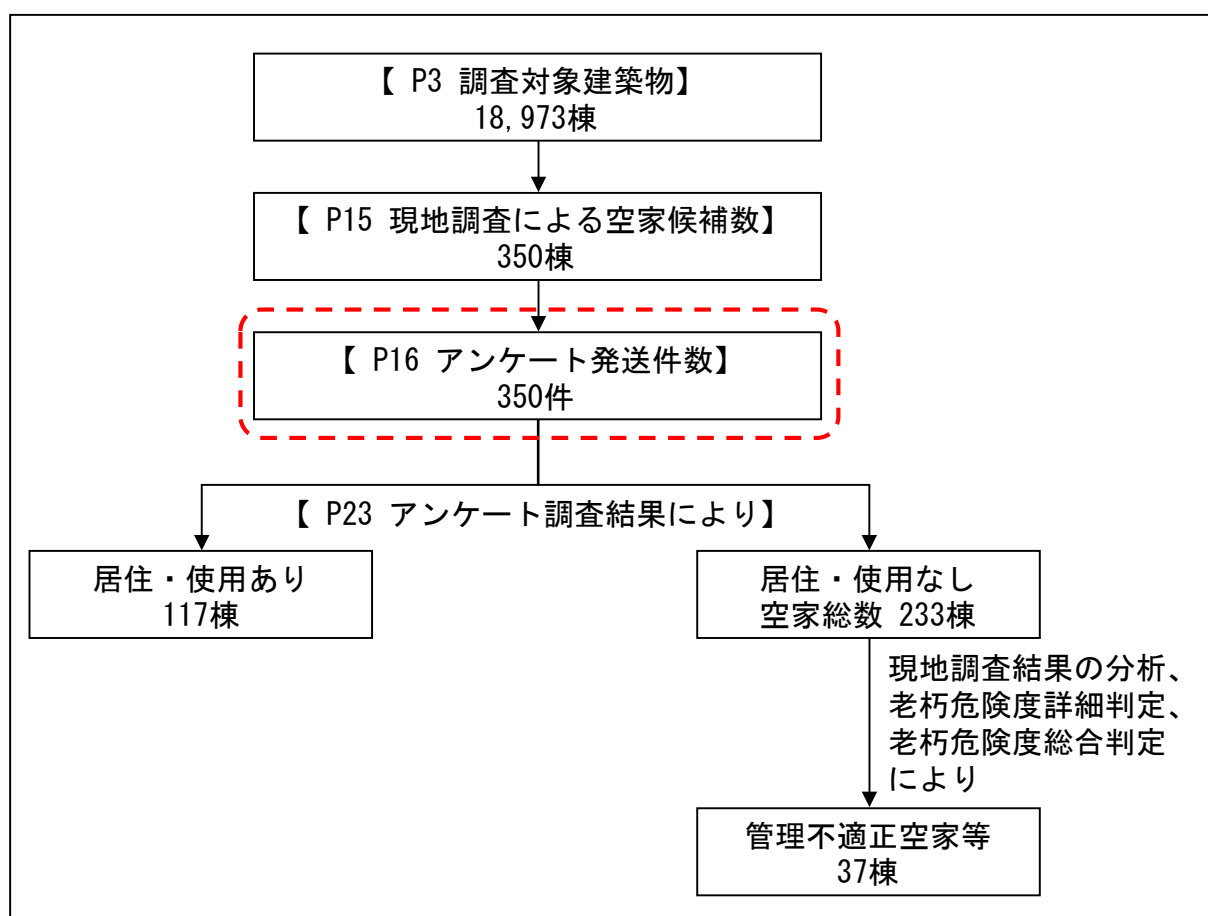 【 P3 調査対象建築物】
18,973棟
【 P15 現地調査による空家候補数】
350棟
【 P16 アンケート発送件数】
350件
【 P23 アンケート調査結果により】
居住・使用あり
117棟
居住・使用なし
空家総数 233棟
現地調査結果の分析、
老朽危険度詳細判定、
老朽危険度総合判定
により
管理不適正空家等
37棟